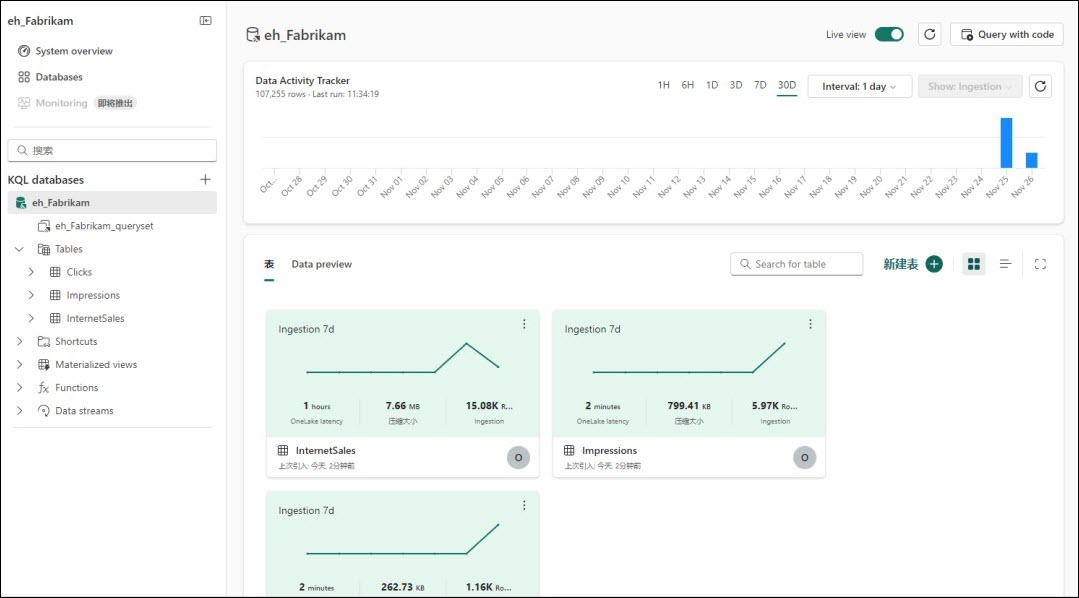 eh_Fabrikam
System overview
Databases
Monitoring 即将推出
搜索
KQL databases
eh_Fabrikam
eh_Fabrikam_queryset
Tables
Clicks
Impressions
InternetSales
Shortcuts
Materialized views
Functions
Data streams
eh_Fabrikam
Live view
Query with code
Data Activity Tracker
107,255 rows · Last run: 11:34:19
1H 6H 1D 3D 7D 30D
Interval: 1 day
Show: Ingestion
Oct... Oct 28 Oct 29 Oct 30 Oct 31 Nov 01 Nov 02 Nov 03 Nov 04 Nov 05 Nov 06 Nov 07 Nov 08 Nov 09 Nov 10 Nov 11 Nov 12 Nov 13 Nov 14 Nov 15 Nov 16 Nov 17 Nov 18 Nov 19 Nov 20 Nov 21 Nov 22 Nov 23 Nov 24 Nov 25 Nov 26
表 Data preview
Search for table
新建表
Ingestion 7d
1 hours 7.66 MB 15.08K R...
OneLake latency 压缩大小 Ingestion
InternetSales
上次引入: 今天, 2分钟前
O
Ingestion 7d
2 minutes 799.41 KB 5.97K Ro...
OneLake latency 压缩大小 Ingestion
Impressions
上次引入: 今天, 2分钟前
O
Ingestion 7d
2 minutes 262.73 KB 1.16K Ro...